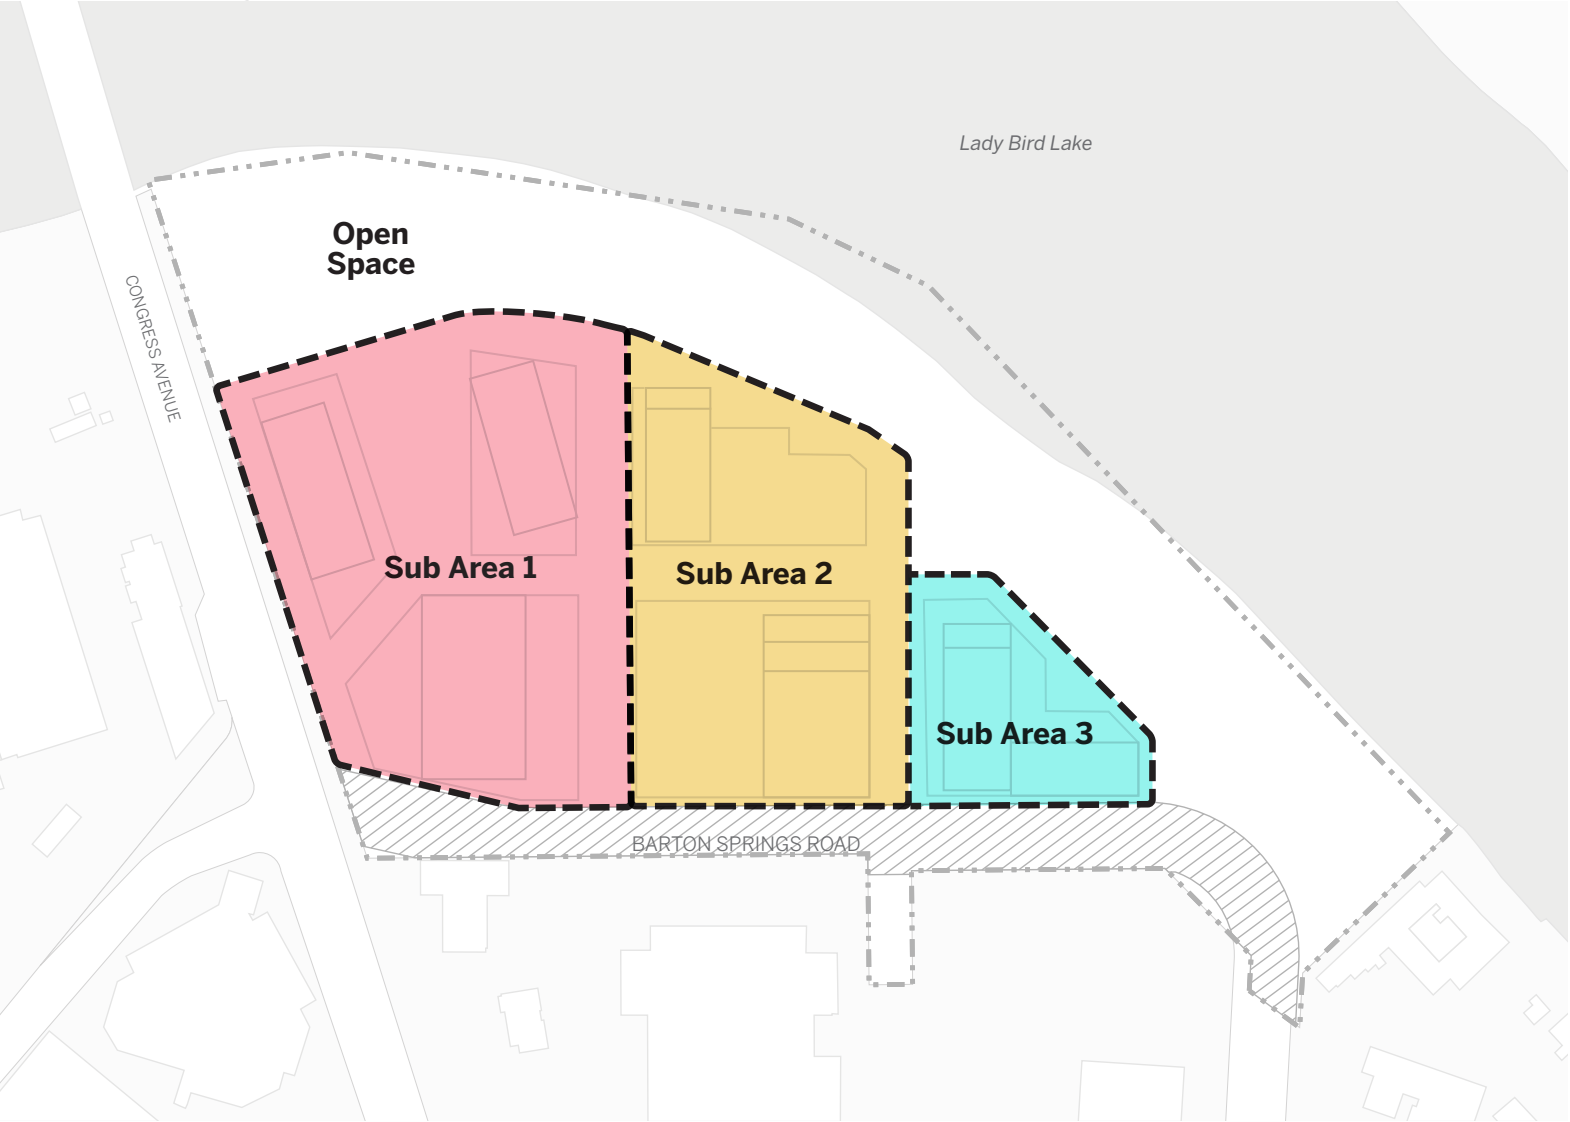 Lady Bird Lake
Open
Space
CONGRESS AVENUE
Sub Area 1
Sub Area 2
Sub Area 3
BARTON SPRINGS ROAD